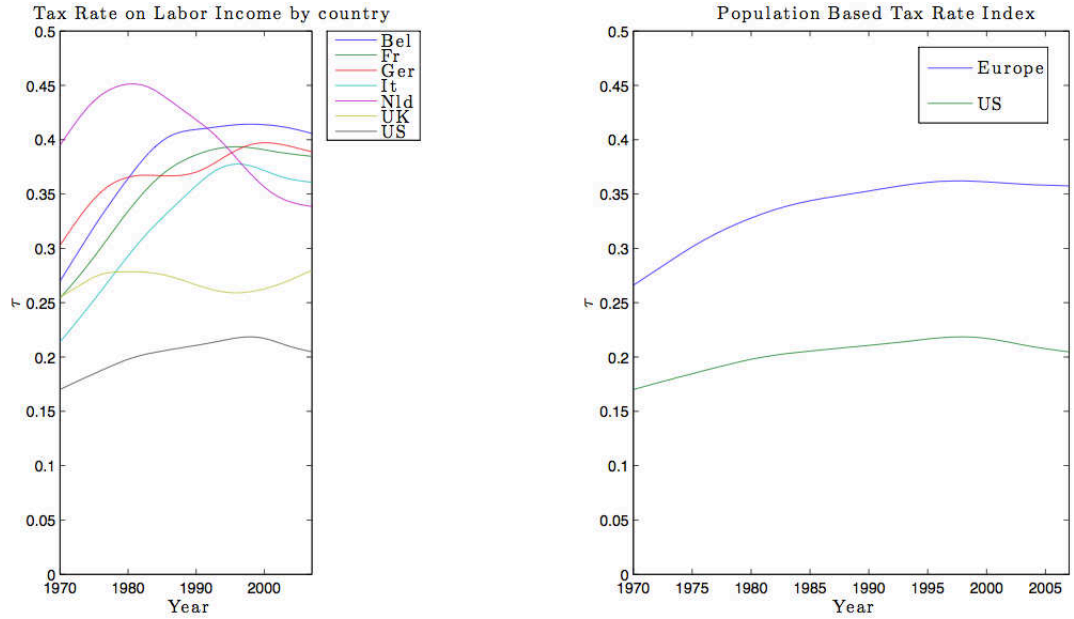 Tax Rate on Labor Income by country
0.5
0.45
0.4
0.35
0.3
0.25
0.2
0.15
0.1
0.05
0
τ
1970 1980 1990 2000
Year
Bel
Fr
Ger
It
Nld
UK
US
Population Based Tax Rate Index
0.5
0.45
0.4
0.35
0.3
0.25
0.2
0.15
0.1
0.05
0
τ
1970 1975 1980 1985 1990 1995 2000 2005
Year
Europe
US